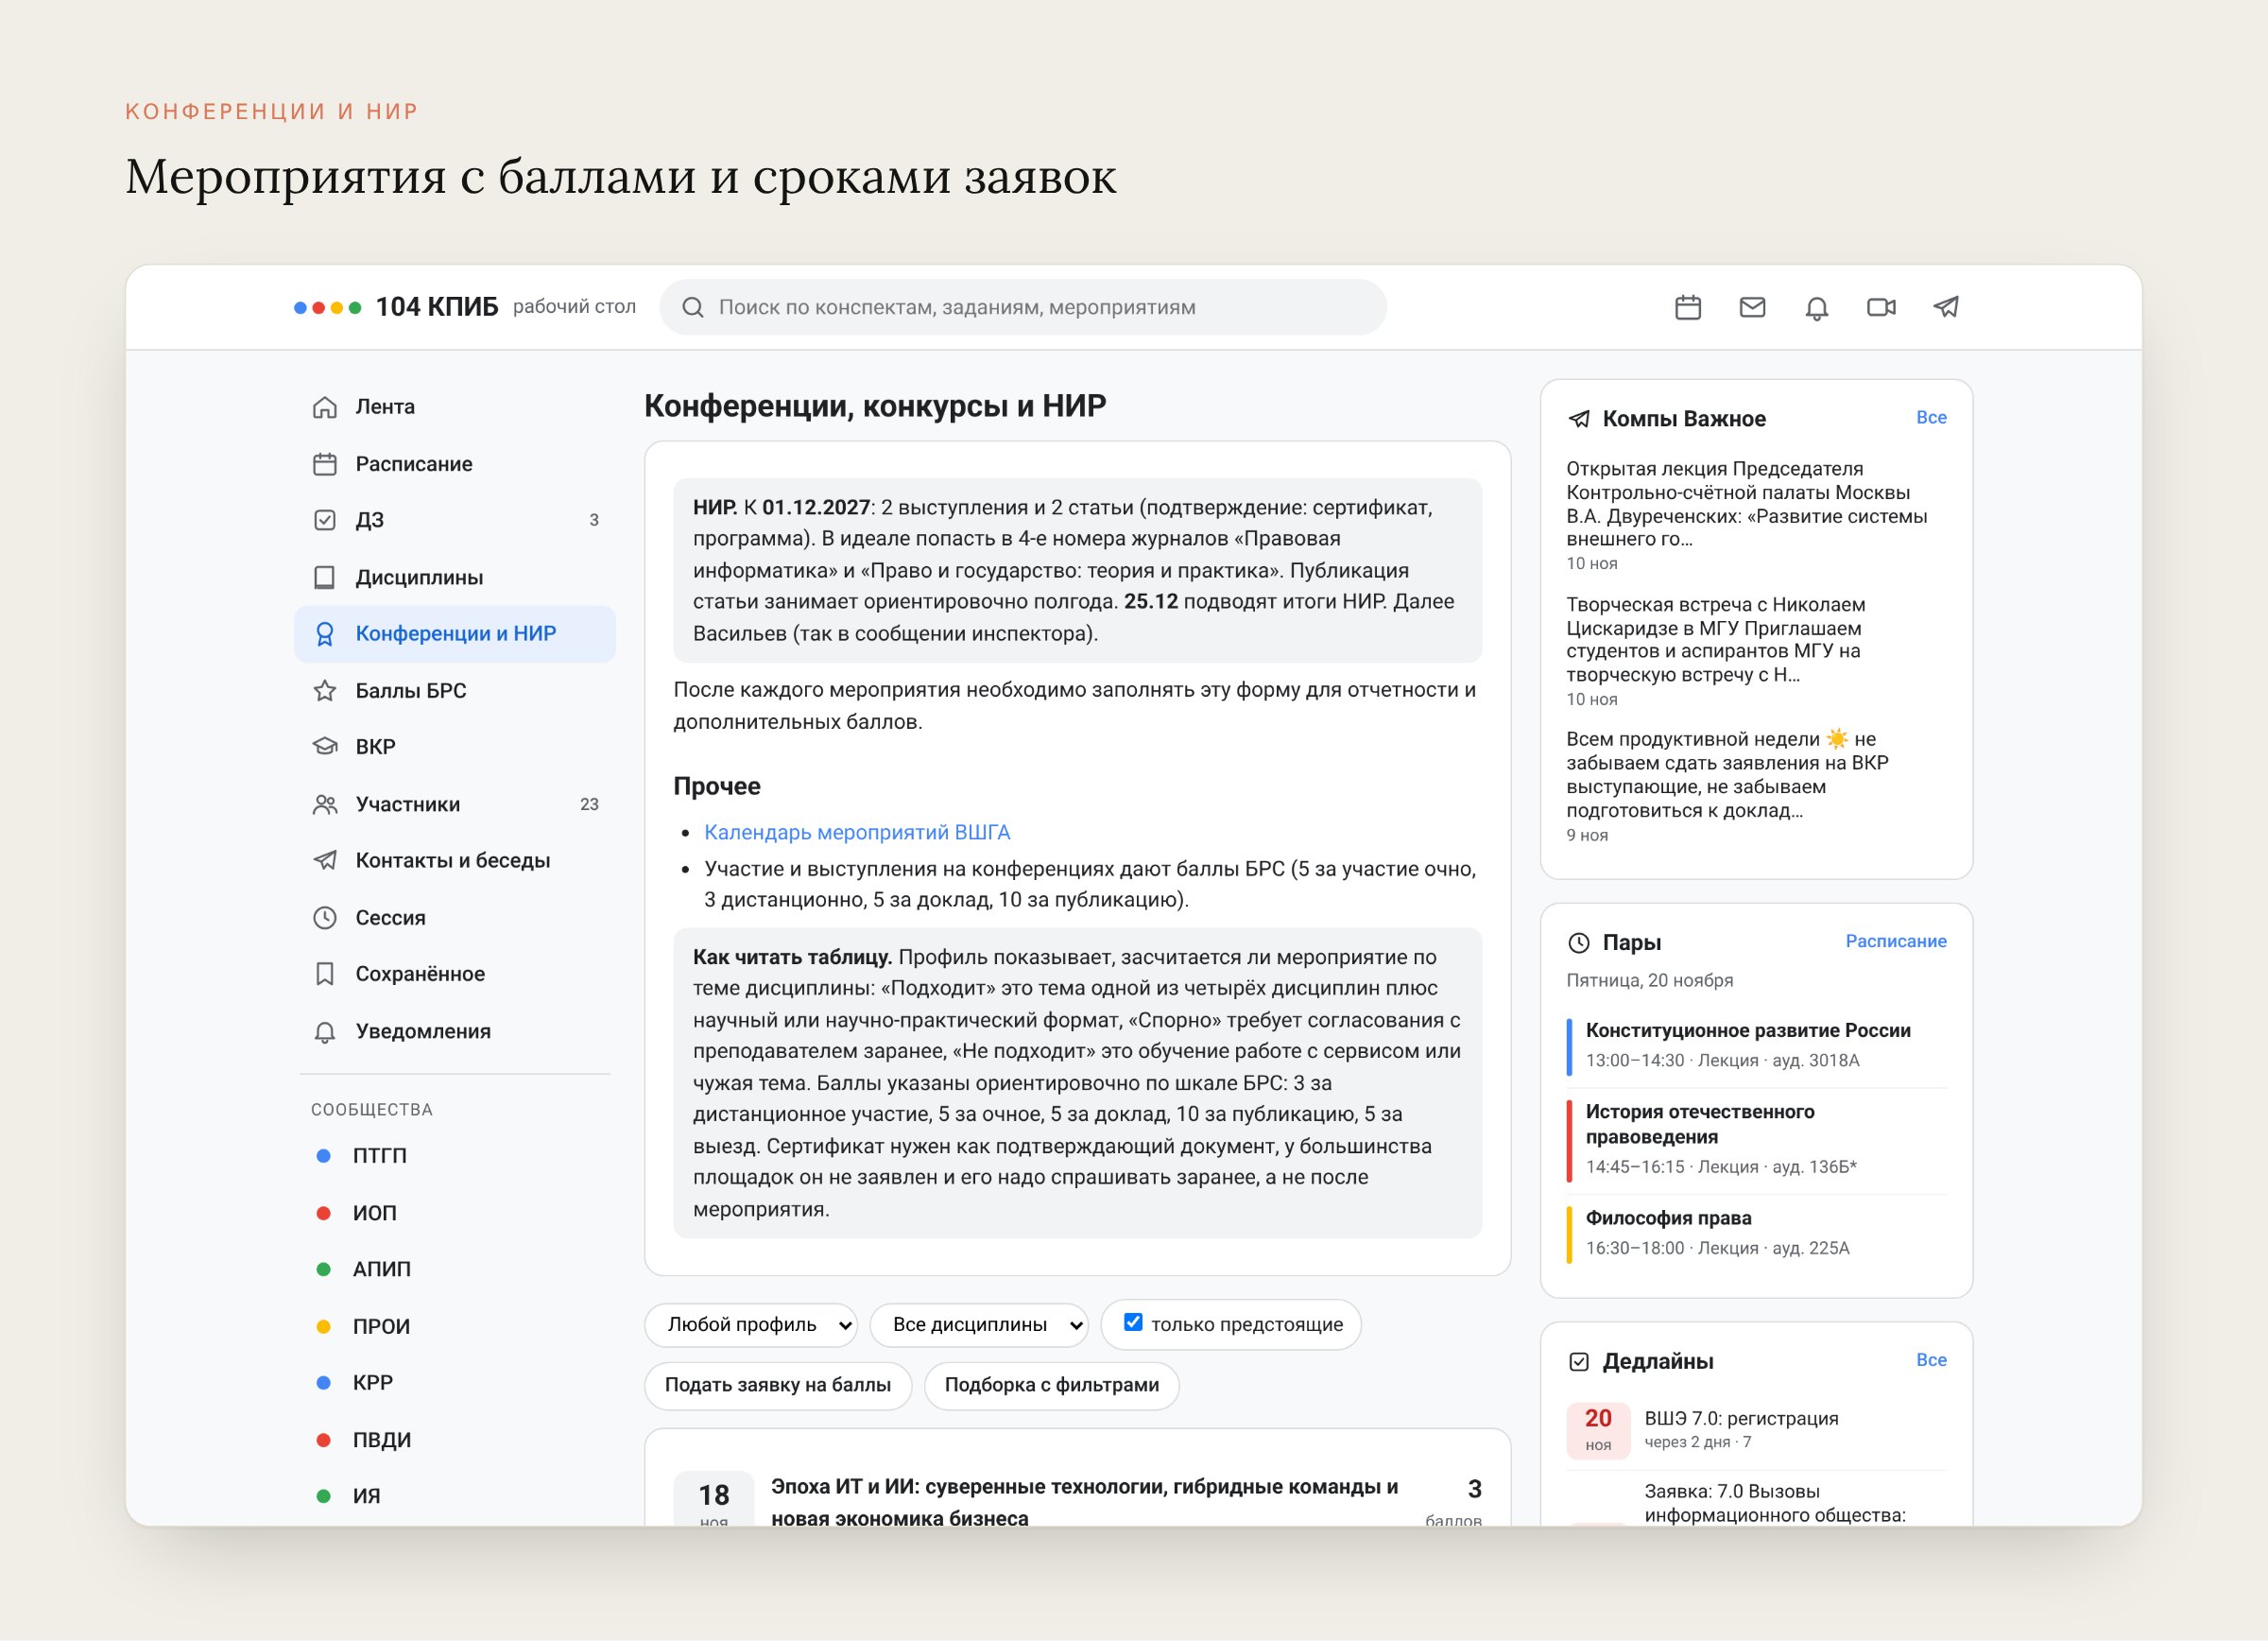 КОНФЕРЕНЦИИ И НИР
Мероприятия с баллами и сроками заявок
104 КПИБ рабочий стол
Поиск по конспектам, заданиям, мероприятиям
Лента
Расписание
ДЗ 3
Дисциплины
Конференции и НИР
Баллы БРС
ВКР
Участники 23
Контакты и беседы
Сессия
Сохранённое
Уведомления
СООБЩЕСТВА
ПТГП
ИОП
АПИП
ПРОИ
КРР
ПВДИ
ИЯ
Конференции, конкурсы и НИР
НИР. К 01.12.2027: 2 выступления и 2 статьи (подтверждение: сертификат,
программа). В идеале попасть в 4-е номера журналов «Правовая
информатика» и «Право и государство: теория и практика». Публикация
статьи занимает ориентировочно полгода. 25.12 подводят итоги НИР. Далее
Васильев (так в сообщении инспектора).
После каждого мероприятия необходимо заполнять эту форму для отчетности и
дополнительных баллов.
Прочее
Календарь мероприятий ВШГА
Участие и выступления на конференциях дают баллы БРС (5 за участие очно,
3 дистанционно, 5 за доклад, 10 за публикацию).
Как читать таблицу. Профиль показывает, засчитается ли мероприятие по
теме дисциплины: «Подходит» это тема одной из четырёх дисциплин плюс
научный или научно-практический формат, «Спорно» требует согласования с
преподавателем заранее, «Не подходит» это обучение работе с сервисом или
чужая тема. Баллы указаны ориентировочно по шкале БРС: 3 за
дистанционное участие, 5 за очное, 5 за доклад, 10 за публикацию, 5 за
выезд. Сертификат нужен как подтверждающий документ, у большинства
площадок он не заявлен и его надо спрашивать заранее, а не после
мероприятия.
Любой профиль
Все дисциплины
только предстоящие
Подать заявку на баллы
Подборка с фильтрами
18
ноя
Эпоха ИТ и ИИ: суверенные технологии, гибридные команды и
новая экономика бизнеса
3
баллов
Компы Важное
Все
Открытая лекция Председателя
Контрольно-счётной палаты Москвы
В.А. Двуреченских: «Развитие системы
внешнего го…
10 ноя
Творческая встреча с Николаем
Цискаридзе в МГУ Приглашаем
студентов и аспирантов МГУ на
творческую встречу с Н…
10 ноя
Всем продуктивной недели ☀️ не
забываем сдать заявления на ВКР
выступающие, не забываем
подготовиться к доклад…
9 ноя
Пары
Расписание
Пятница, 20 ноября
Конституционное развитие России
13:00–14:30 · Лекция · ауд. 3018А
История отечественного
правоведения
14:45–16:15 · Лекция · ауд. 136Б*
Философия права
16:30–18:00 · Лекция · ауд. 225А
Дедлайны
Все
20
ноя
ВШЭ 7.0: регистрация
через 2 дня · 7
Заявка: 7.0 Вызовы
информационного общества: